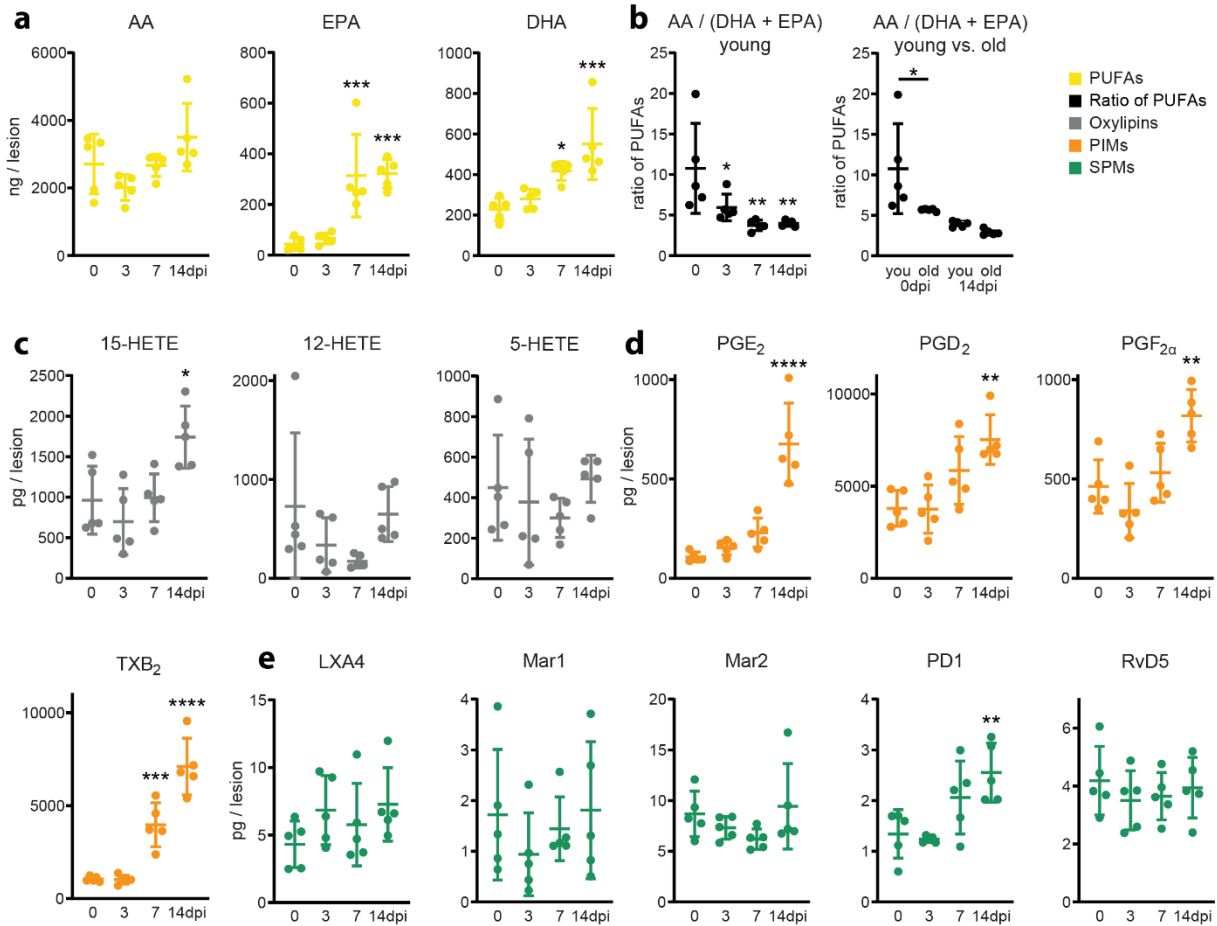 a
AA
EPA
DHA
ng / lesion
6000
4000
2000
0
0 3 7 14dpi
800
600
400
200
0
***
***
0 3 7 14dpi
1000
800
600
400
200
0
*
***
0 3 7 14dpi
b
AA / (DHA + EPA)
young
ratio of PUFAs
25
20
15
10
5
0
*
**
**
0 3 7 14dpi
AA / (DHA + EPA)
young vs. old
ratio of PUFAs
25
20
15
10
5
0
*
you old you old
0dpi 14dpi
PUFAs
Ratio of PUFAs
Oxylipins
PIMs
SPMs
c
15-HETE
pg / lesion
2500
2000
1500
1000
500
0
*
0 3 7 14dpi
12-HETE
2000
1000
0
0 3 7 14dpi
5-HETE
1000
800
600
400
200
0
0 3 7 14dpi
d
PGE2
pg / lesion
1000
500
0
****
0 3 7 14dpi
PGD2
10000
5000
0
**
0 3 7 14dpi
PGF2α
1000
500
0
**
0 3 7 14dpi
TXB2
10000
5000
0
***
****
0 3 7 14dpi
e
LXA4
pg / lesion
15
10
5
0
0 3 7 14dpi
Mar1
4
3
2
1
0
0 3 7 14dpi
Mar2
20
15
10
5
0
0 3 7 14dpi
PD1
4
3
2
1
0
**
0 3 7 14dpi
RvD5
6
4
2
0
0 3 7 14dpi